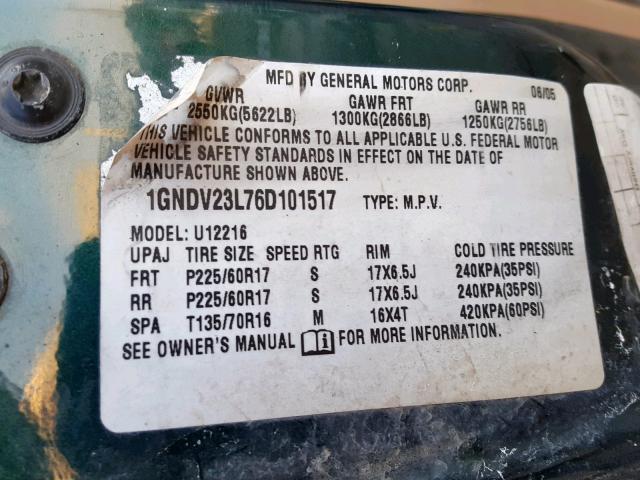 MFD BY GENERAL MOTORS CORP. 06/05
GVWR GAWR FRT GAWR RR
2550KG(5622LB) 1300KG(2866LB) 1250KG(2756LB)
THIS VEHICLE CONFORMS TO ALL APPLICABLE U.S. FEDERAL MOTOR
VEHICLE SAFETY STANDARDS IN EFFECT ON THE DATE OF
MANUFACTURE SHOWN ABOVE.
1GNDV23L76D101517 TYPE: M.P.V.
MODEL: U12216
UPAJ TIRE SIZE SPEED RTG RIM COLD TIRE PRESSURE
FRT P225/60R17 S 17X6.5J 240KPA(35PSI)
RR P225/60R17 S 17X6.5J 240KPA(35PSI)
SPA T135/70R16 M 16X4T 420KPA(60PSI)
SEE OWNER'S MANUAL FOR MORE INFORMATION.